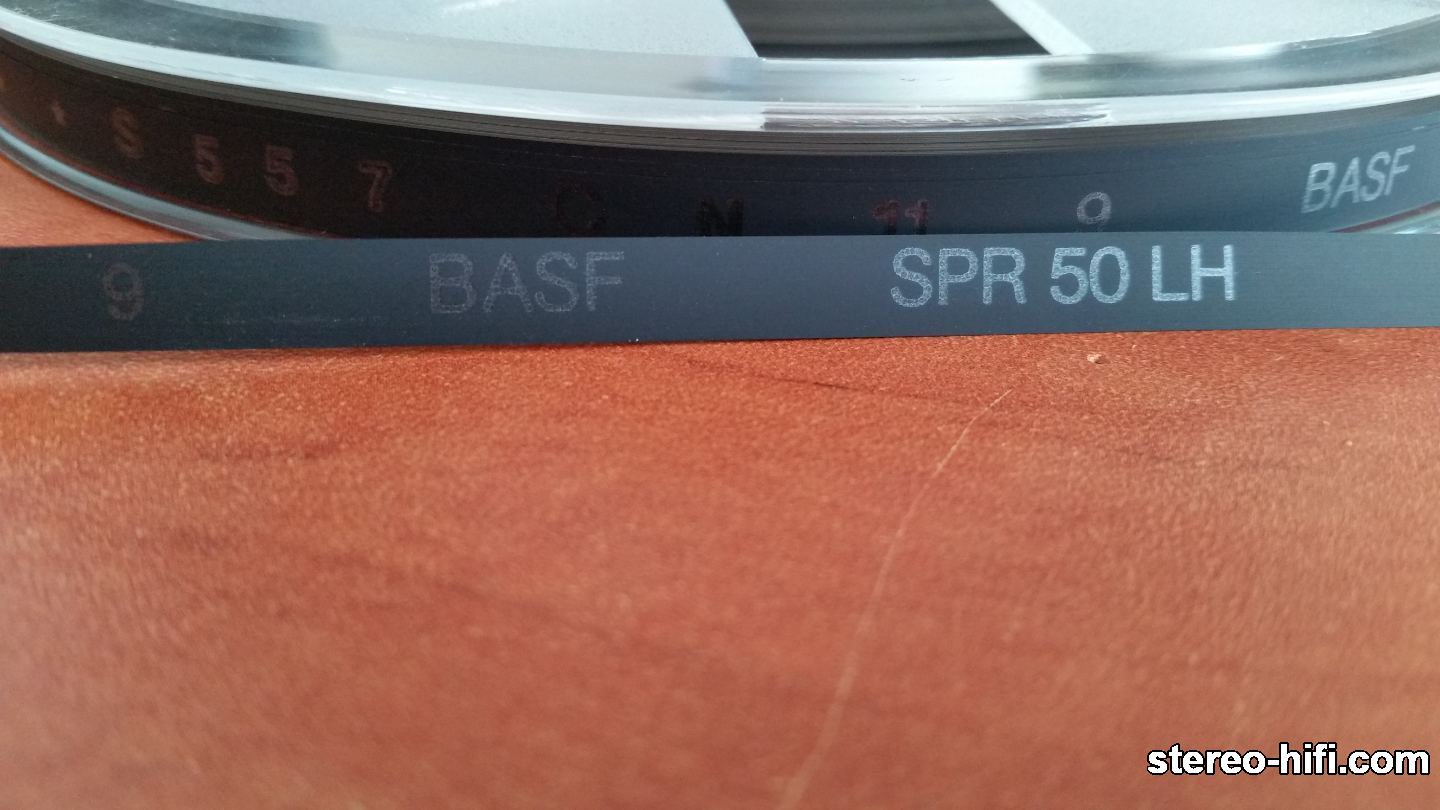 S 5 5 7 C N 11 9 BASF
9 BASF SPR 50 LH
stereo-hifi.com